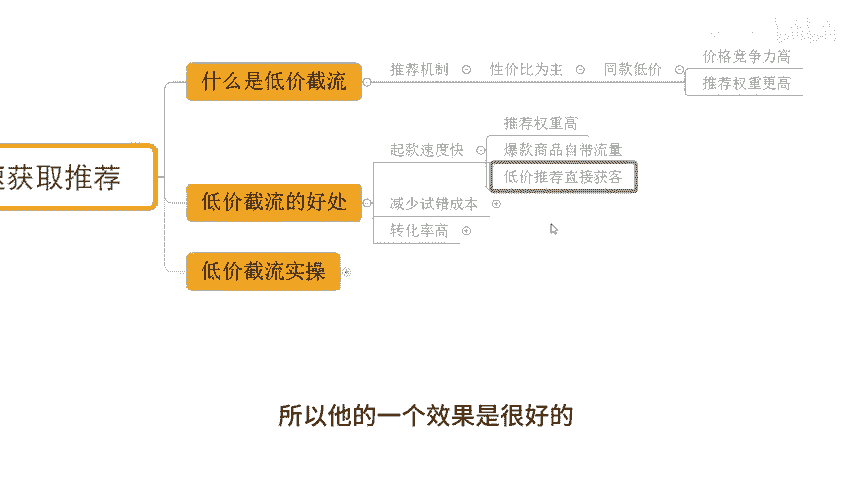 获取推荐
什么是低价截流
推荐机制
性价比为主
同款低价
价格竞争力高
推荐权重更高
低价截流的好处
起款速度快
推荐权重高
爆款商品自带流量
低价推荐直接获客
减少试错成本
转化率高
低价截流实操
所以他的一个效果是很好的